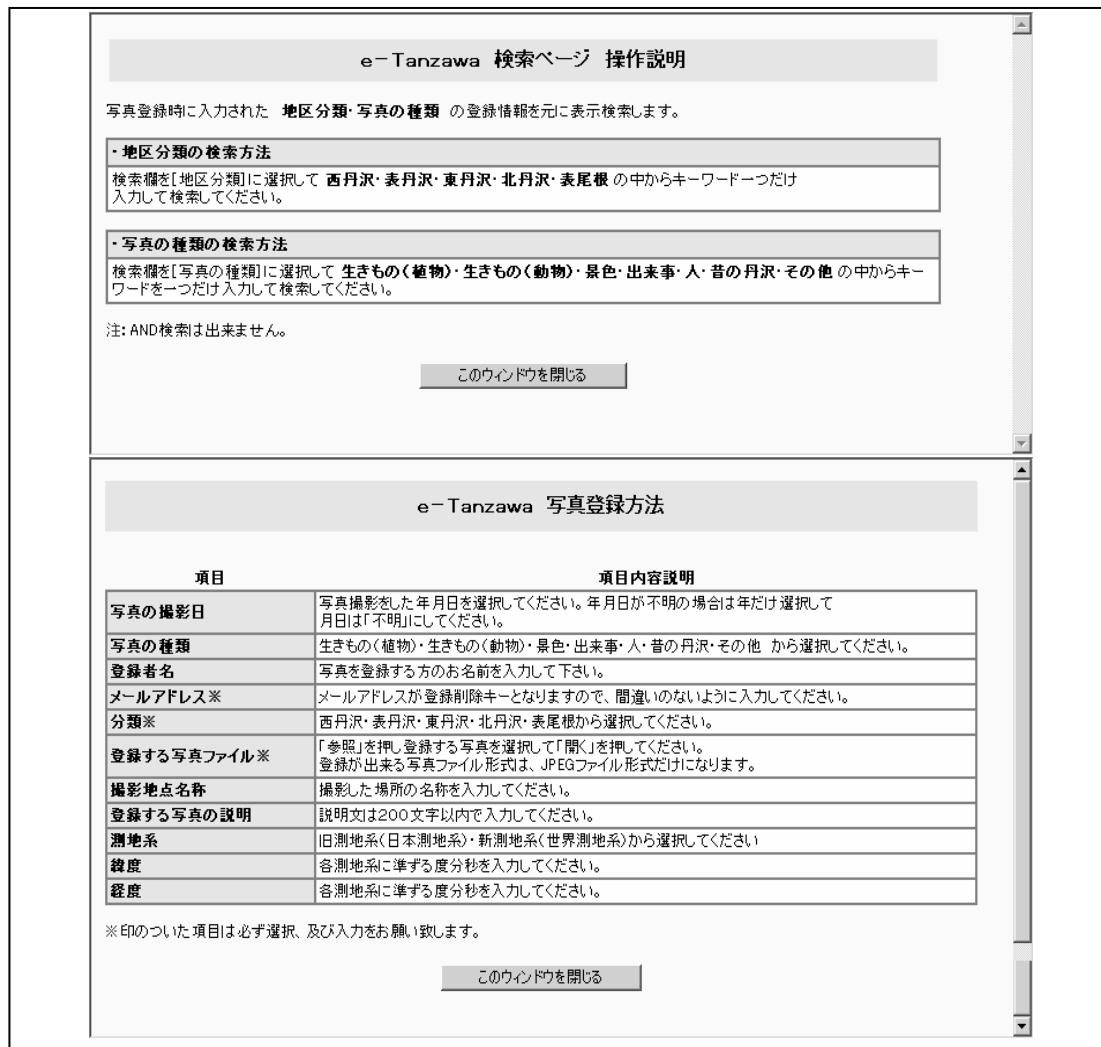 e－Tanzawa 検索ページ 操作説明
写真登録時に入力された 地区分類・写真の種類 の登録情報を元に表示検索します。
・地区分類の検索方法
検索欄を[地区分類]に選択して 西丹沢・表丹沢・東丹沢・北丹沢・表尾根 の中からキーワード一つだけ
入力して検索してください。
・写真の種類の検索方法
検索欄を[写真の種類]に選択して 生きもの(植物)・生きもの(動物)・景色・出来事・人・昔の丹沢・その他 の中からキー
ワードを一つだけ入力して検索してください。
注：AND検索は出来ません。
このウィンドウを閉じる
e－Tanzawa 写真登録方法
項目 項目内容説明
写真の撮影日 写真撮影をした年月日を選択してください。年月日が不明の場合は年だけ選択して
月日は「不明」にしてください。
写真の種類 生きもの(植物)・生きもの(動物)・景色・出来事・人・昔の丹沢・その他 から選択してください。
登録者名 写真を登録する方のお名前を入力して下さい。
メールアドレス※ メールアドレスが登録削除キーとなりますので、間違いのないように入力してください。
分類※ 西丹沢・表丹沢・東丹沢・北丹沢・表尾根から選択してください。
登録する写真ファイル※ 「参照」を押し登録する写真を選択して「開く」を押してください。
登録が出来る写真ファイル形式は、JPEGファイル形式だけになります。
撮影地点名称 撮影した場所の名称を入力してください。
登録する写真の説明 説明文は200文字以内で入力してください。
測地系 旧測地系(日本測地系)・新測地系(世界測地系)から選択してください
緯度 各測地系に準ずる度分秒を入力してください。
経度 各測地系に準ずる度分秒を入力してください。
※印のついた項目は必ず選択、及び入力をお願い致します。
このウィンドウを閉じる